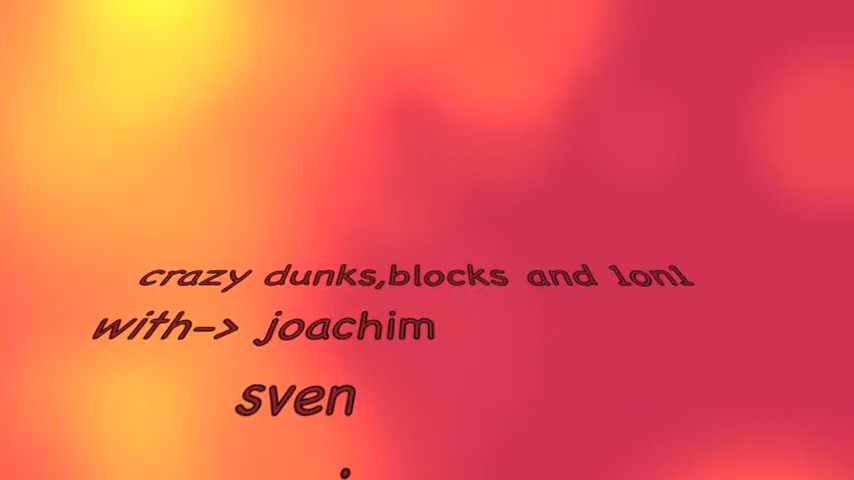 crazy dunks,blocks and 1on1
with-> joachim
sven